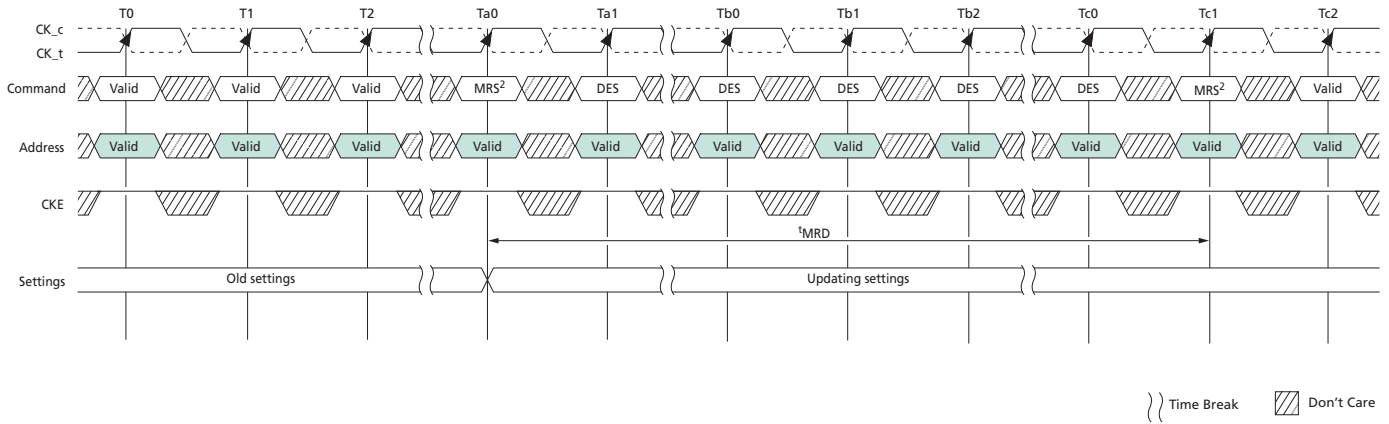 T0 T1 T2 Ta0 Ta1 Tb0 Tb1 Tb2 Tc0 Tc1 Tc2
CK_c
CK_t
Command Valid Valid Valid MRS² DES DES DES DES DES MRS² Valid
Address Valid Valid Valid Valid Valid Valid Valid Valid Valid Valid Valid
CKE
ᵗMRD
Settings Old settings Updating settings
Time Break Don't Care